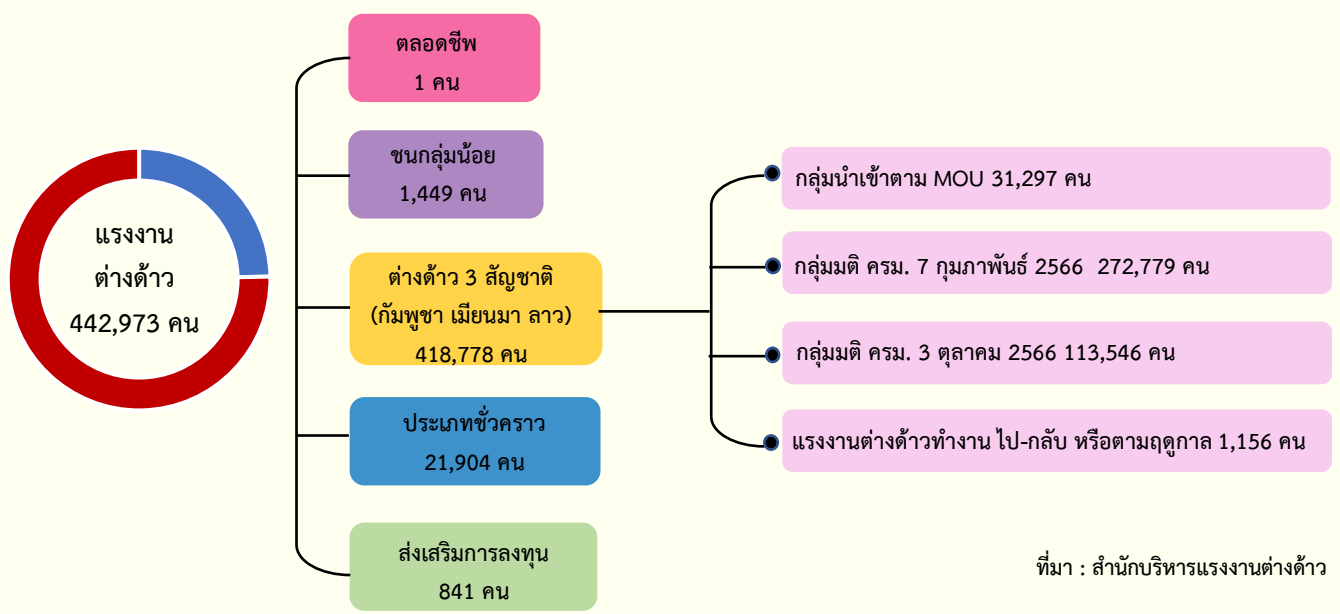 แรงงาน
ต่างด้าว
442,973 คน
ตลอดชีพ
1 คน
ชนกลุ่มน้อย
1,449 คน
ต่างด้าว 3 สัญชาติ
(กัมพูชา เมียนมา ลาว)
418,778 คน
ประเภทชั่วคราว
21,904 คน
ส่งเสริมการลงทุน
841 คน
กลุ่มนำเข้าตาม MOU 31,297 คน
กลุ่มมติ ครม. 7 กุมภาพันธ์ 2566 272,779 คน
กลุ่มมติ ครม. 3 ตุลาคม 2566 113,546 คน
แรงงานต่างด้าวทำงาน ไป-กลับ หรือตามฤดูกาล 1,156 คน
ที่มา : สำนักบริหารแรงงานต่างด้าว